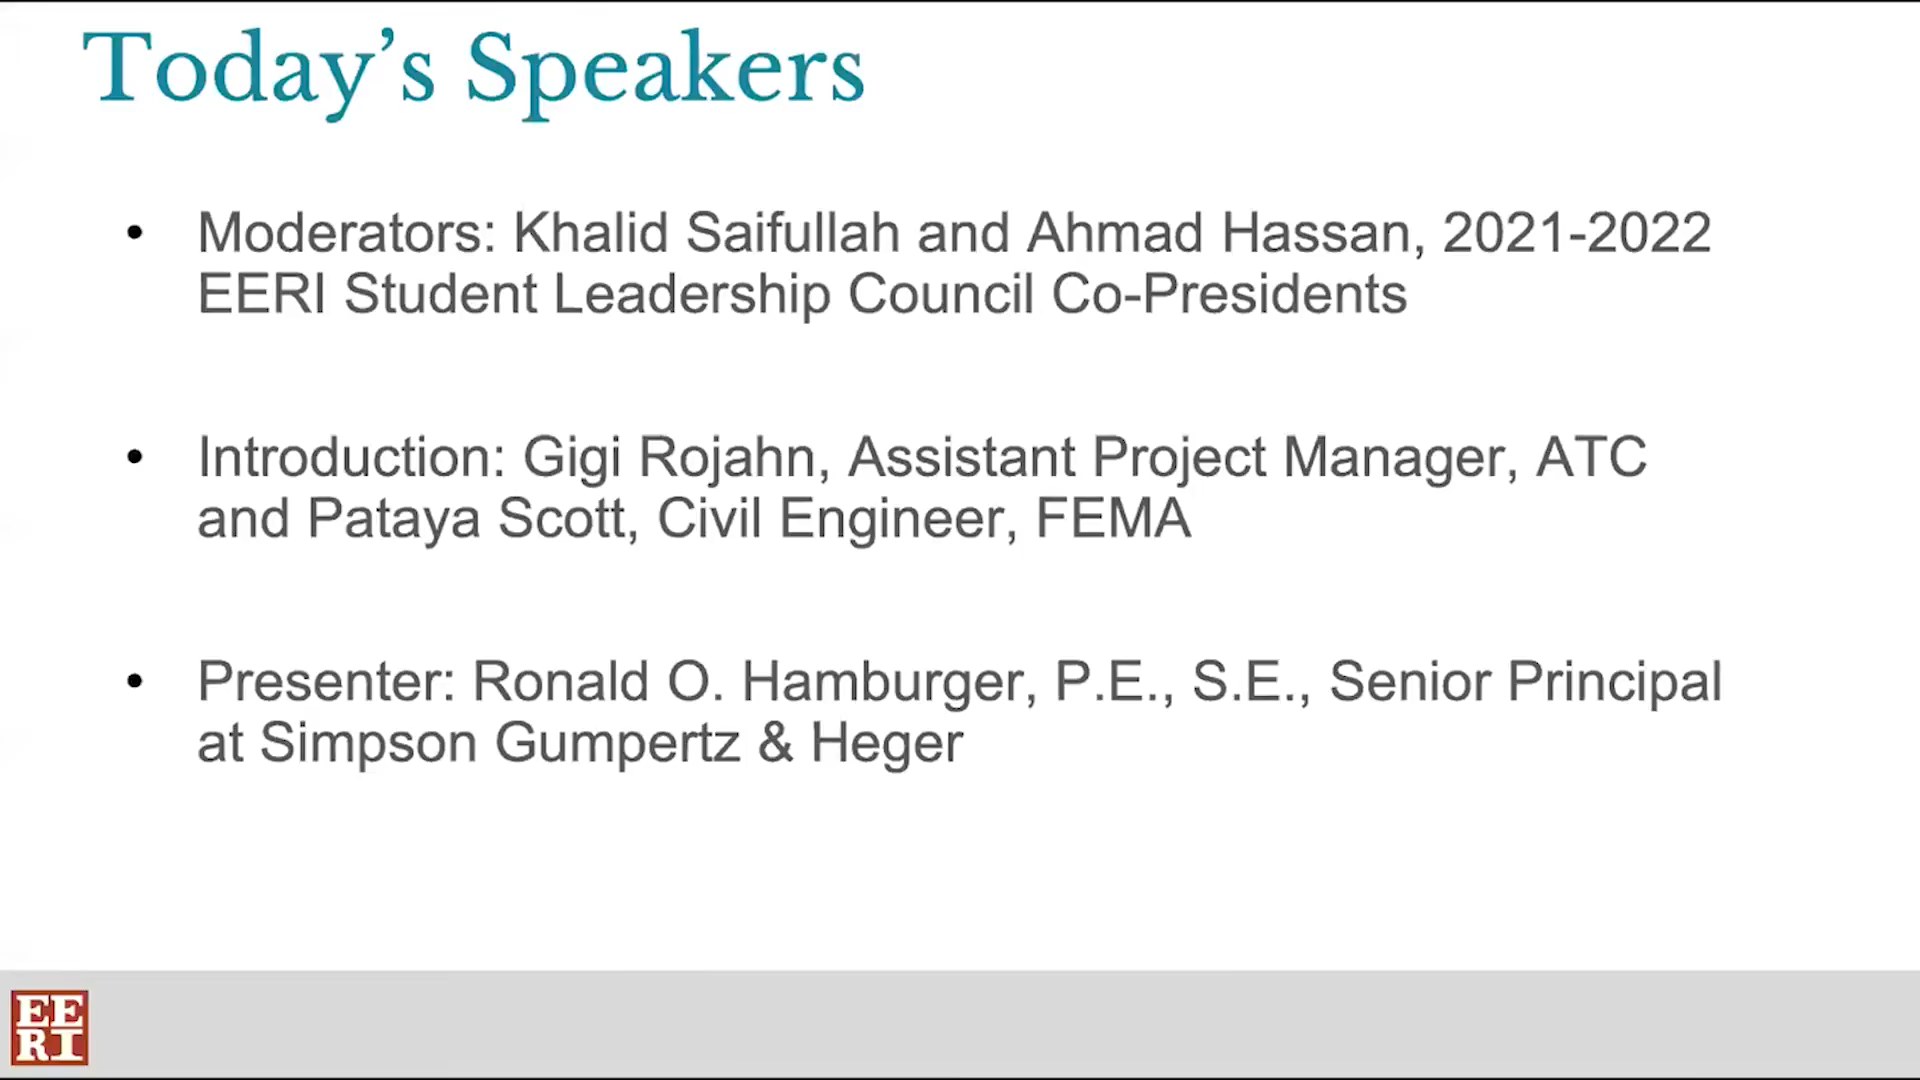 Today’s Speakers
• Moderators: Khalid Saifullah and Ahmad Hassan, 2021-2022
EERI Student Leadership Council Co-Presidents
• Introduction: Gigi Rojahn, Assistant Project Manager, ATC
and Pataya Scott, Civil Engineer, FEMA
• Presenter: Ronald O. Hamburger, P.E., S.E., Senior Principal
at Simpson Gumpertz & Heger
EE
RI